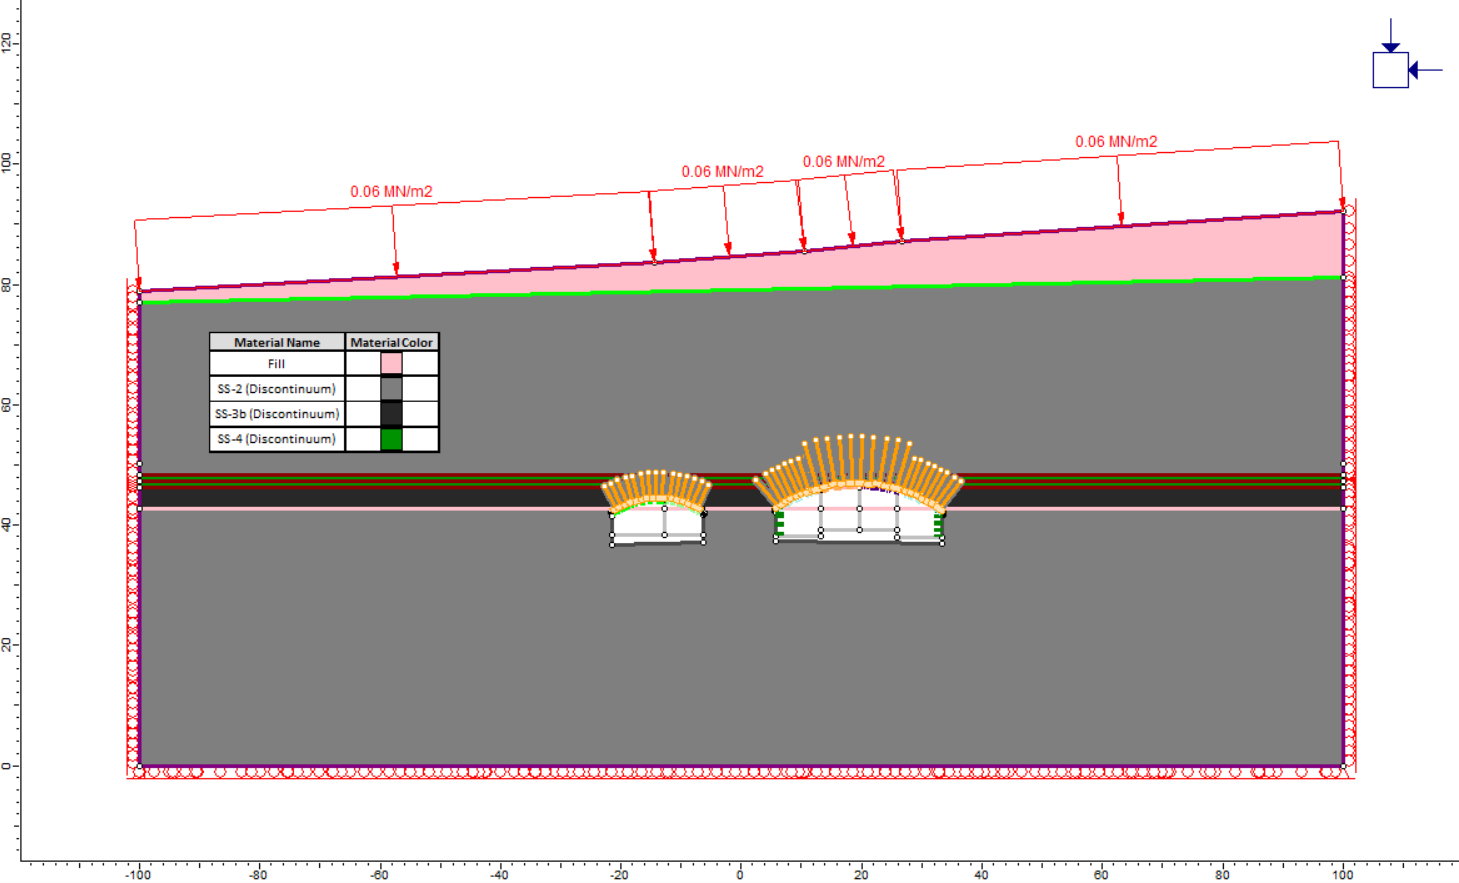 120
100
80
60
40
20
0
0.06 MN/m2
0.06 MN/m2
0.06 MN/m2
0.06 MN/m2
Material Name Material Color
Fill
SS-2 (Discontinuum)
SS-3b (Discontinuum)
SS-4 (Discontinuum)
-100 -80 -60 -40 -20 0 20 40 60 80 100